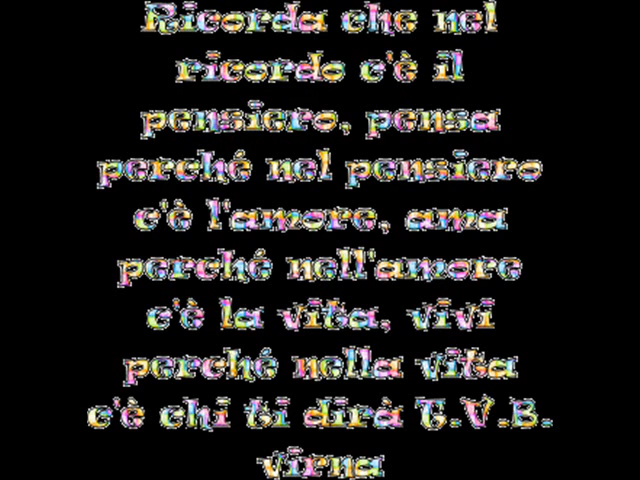 Ricorda che nel
ricordo c'è il
pensiero, pensa
perché nel pensiero
c'è l'amore, ama
perché nell'amore
c'è la vita, vivi
perché nella vita
c'è chi ti dirà T.V.B.
virna